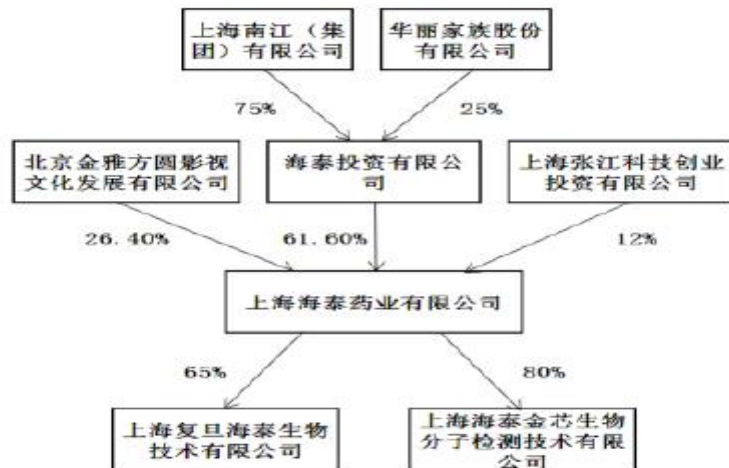 上海南江（集
团）有限公司
华丽家族股份
有限公司
75%
25%
北京金雅方圆影视
文化发展有限公司
海泰投资有限公
司
上海张江科技创业
投资有限公司
26.40%
61.60%
12%
上海海泰药业有限公司
65%
80%
上海复旦海泰生物
技术有限公司
上海海泰金芯生物
分子检测技术有限
公司